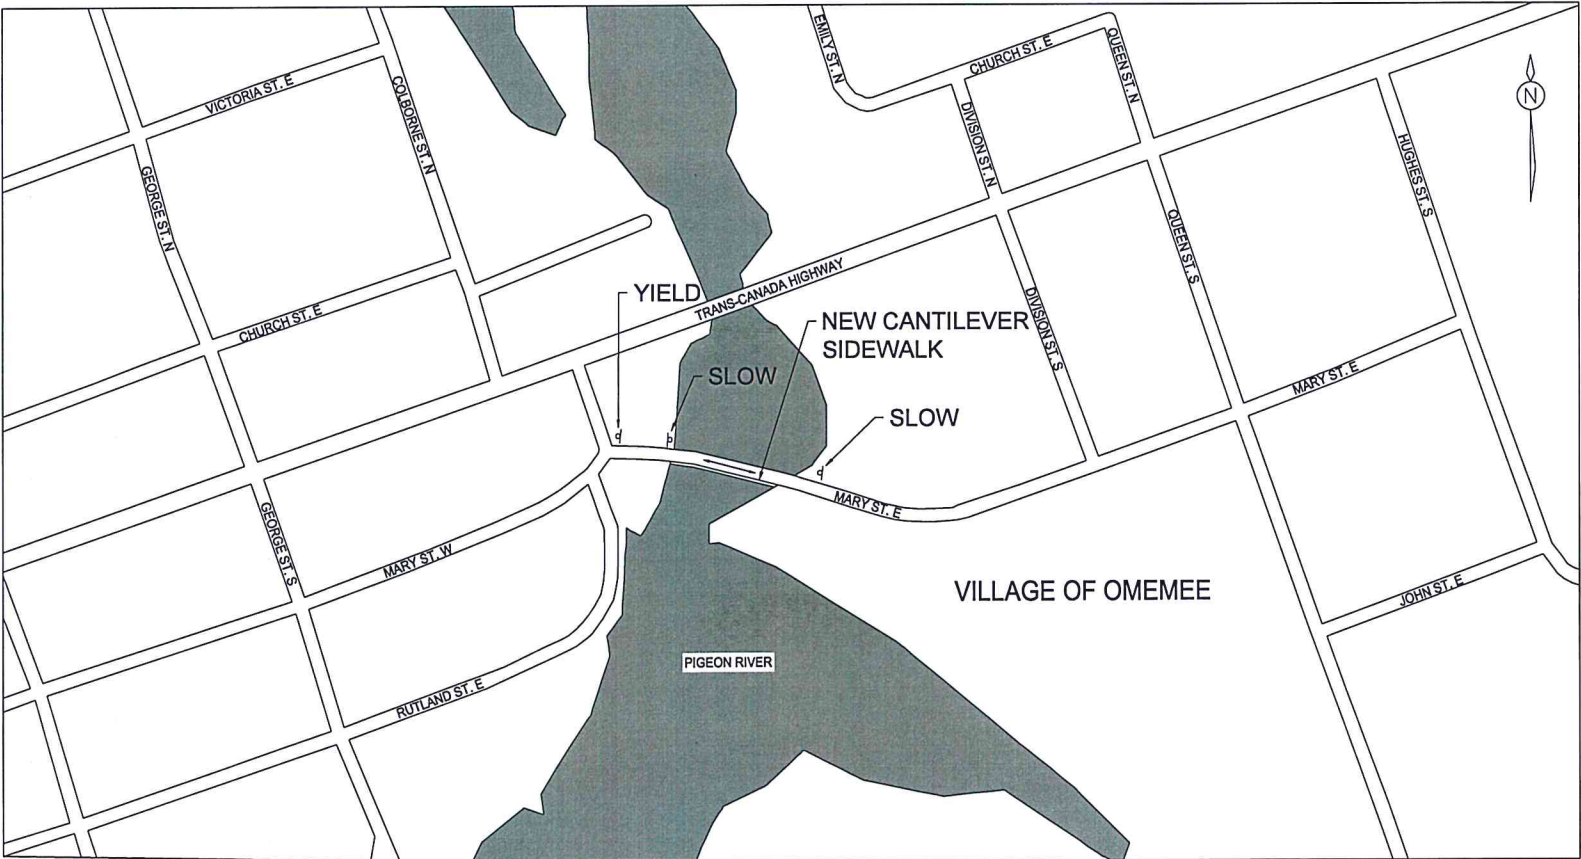 EMILY ST. N
CHURCH ST. E
QUEEN ST. N
VICTORIA ST. E
COLBORNE ST. N
N
DIVISION ST. N
HUGHES ST. S
GEORGE ST. N
QUEEN ST. S
TRANS-CANADA HIGHWAY
YIELD
CHURCH ST. E
NEW CANTILEVER
SIDEWALK
DIVISION ST. S
SLOW
MARY ST. E
SLOW
MARY ST. E
GEORGE ST. S
MARY ST. W
VILLAGE OF OMEMEE
JOHN ST. E
PIGEON RIVER
RUTLAND ST. E